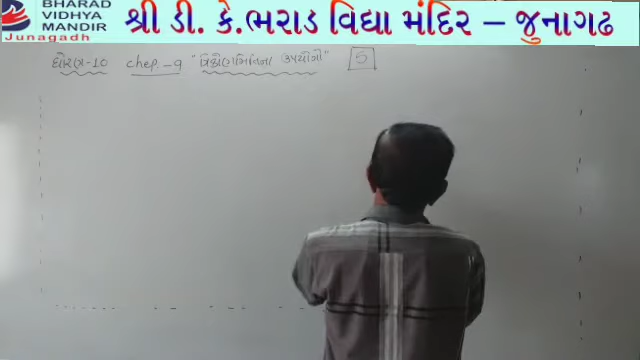 BHARAD
VIDHYA
MANDIR
Junagadh
શ્રી ડી. કે.ભરાડ વિદ્યા મંદિર – જુનાગઢ
ધોરણ-10 chep-9 "ત્રિકોણમિતિના ઉપયોગો" 5